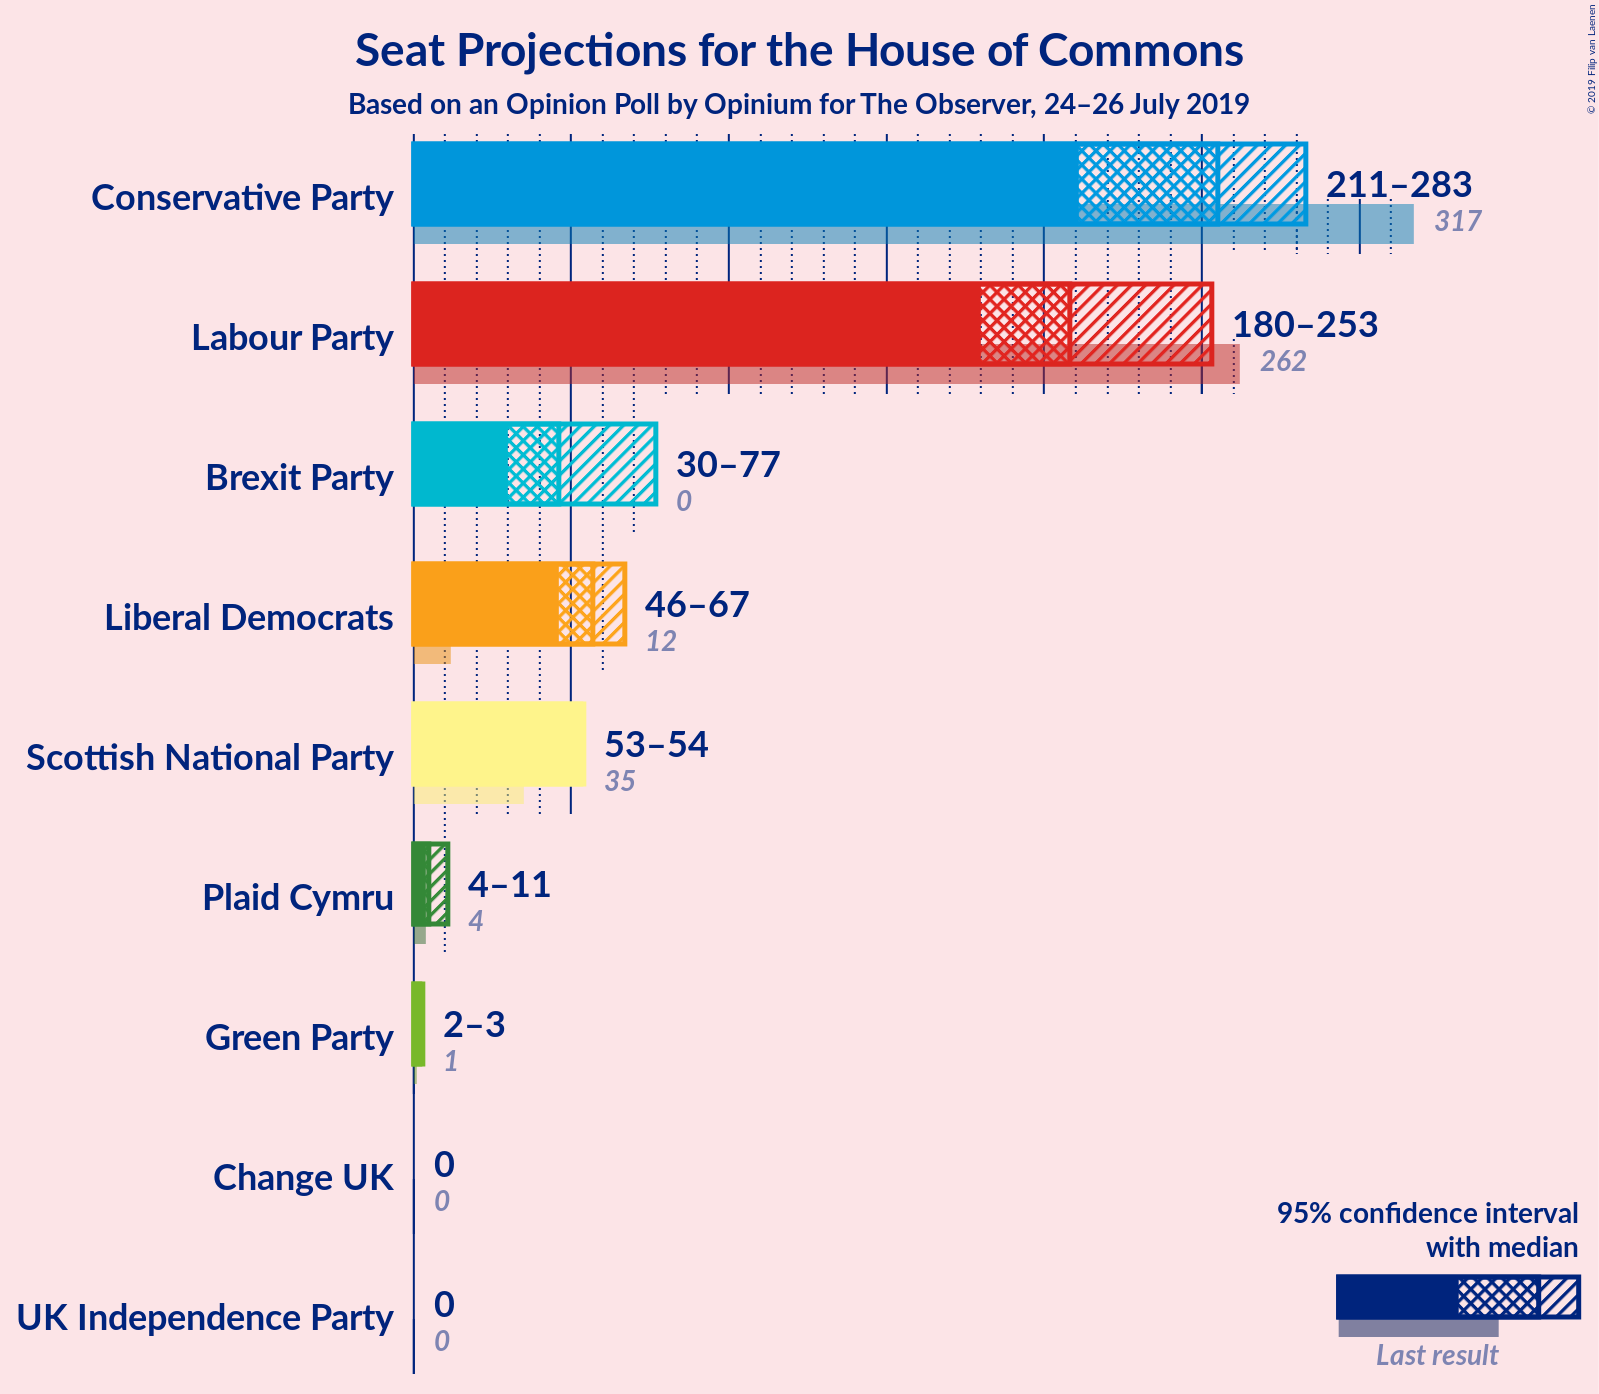 Seat Projections for the House of Commons
Based on an Opinion Poll by Opinium for The Observer, 24–26 July 2019
© 2019 Filip van Laenen
Conservative Party
211–283
317
Labour Party
180–253
262
Brexit Party
30–77
0
Liberal Democrats
46–67
12
Scottish National Party
53–54
35
Plaid Cymru
4–11
4
Green Party
2–3
1
Change UK
0
0
UK Independence Party
0
0
95% confidence interval
with median
Last result